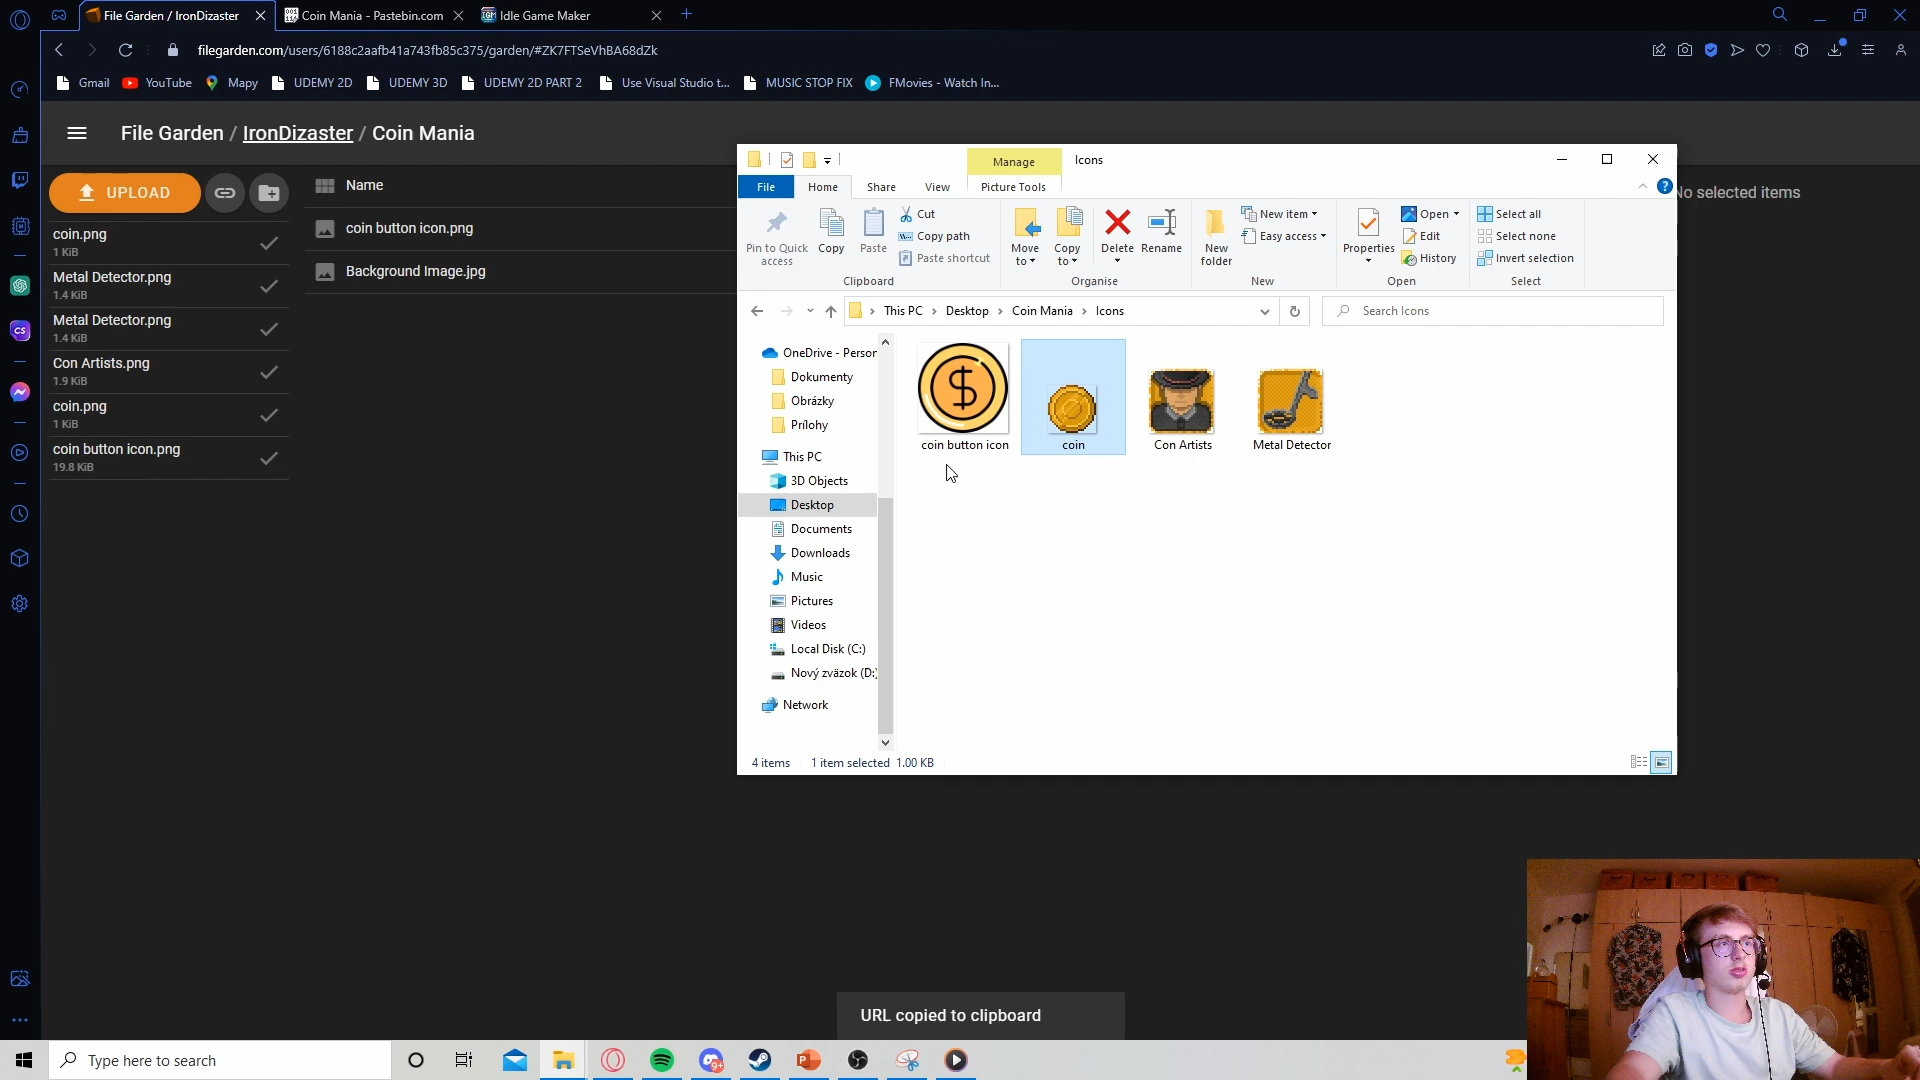 File Garden / IronDizaster
Coin Mania - Pastebin.com
Idle Game Maker
filegarden.com/users/6188c2aafb41a743fb85c375/garden/#ZK7FTSeVhBA68dZk
Gmail
YouTube
Mapy
UDEMY 2D
UDEMY 3D
UDEMY 2D PART 2
Use Visual Studio t...
MUSIC STOP FIX
FMovies - Watch In...
File Garden / IronDizaster / Coin Mania
UPLOAD
coin.png
1 KiB
Metal Detector.png
1.4 KiB
Metal Detector.png
1.4 KiB
Con Artists.png
1.9 KiB
coin.png
1 KiB
coin button icon.png
19.8 KiB
Name
coin button icon.png
Background Image.jpg
No selected items
Manage
Icons
File
Home
Share
View
Picture Tools
Pin to Quick
access
Copy
Paste
Cut
Copy path
Paste shortcut
Clipboard
Move
to
Copy
to
Delete
Rename
Organise
New
folder
New item
Easy access
New
Properties
Open
Edit
History
Open
Select all
Select none
Invert selection
Select
This PC > Desktop > Coin Mania > Icons
Search Icons
OneDrive - Person
Dokumenty
Obrázky
Prílohy
This PC
3D Objects
Desktop
Documents
Downloads
Music
Pictures
Videos
Local Disk (C:)
Nový zväzok (D:)
Network
coin button icon
coin
Con Artists
Metal Detector
4 items
1 item selected 1.00 KB
URL copied to clipboard
Type here to search